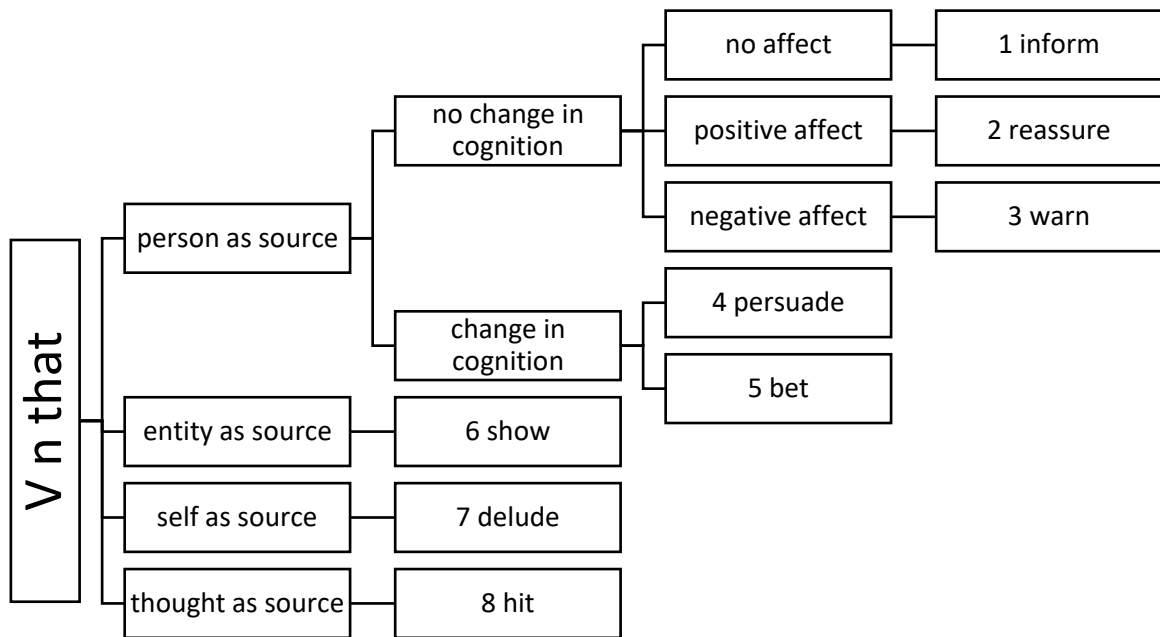 V n that
person as source
no change in
cognition
no affect
1 inform
positive affect
2 reassure
negative affect
3 warn
change in
cognition
4 persuade
5 bet
entity as source
6 show
self as source
7 delude
thought as source
8 hit